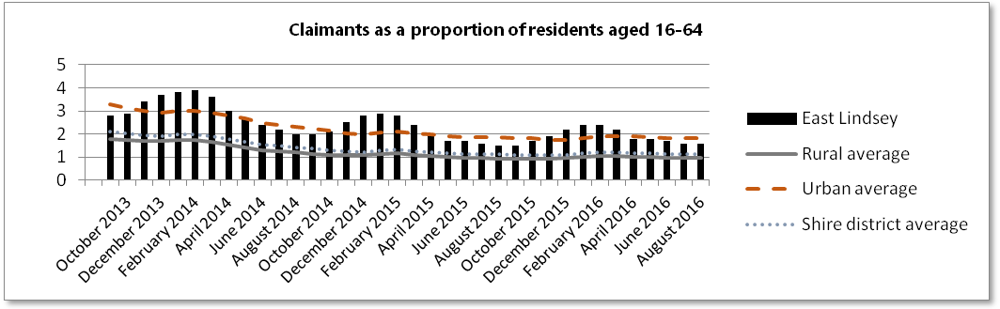 Claimants as a proportion of residents aged 16-64
5
4
3
2
1
0
October 2013
December 2013
February 2014
April 2014
June 2014
August 2014
October 2014
December 2014
February 2015
April 2015
June 2015
August 2015
October 2015
December 2015
February 2016
April 2016
June 2016
August 2016
East Lindsey
Rural average
Urban average
Shire district average